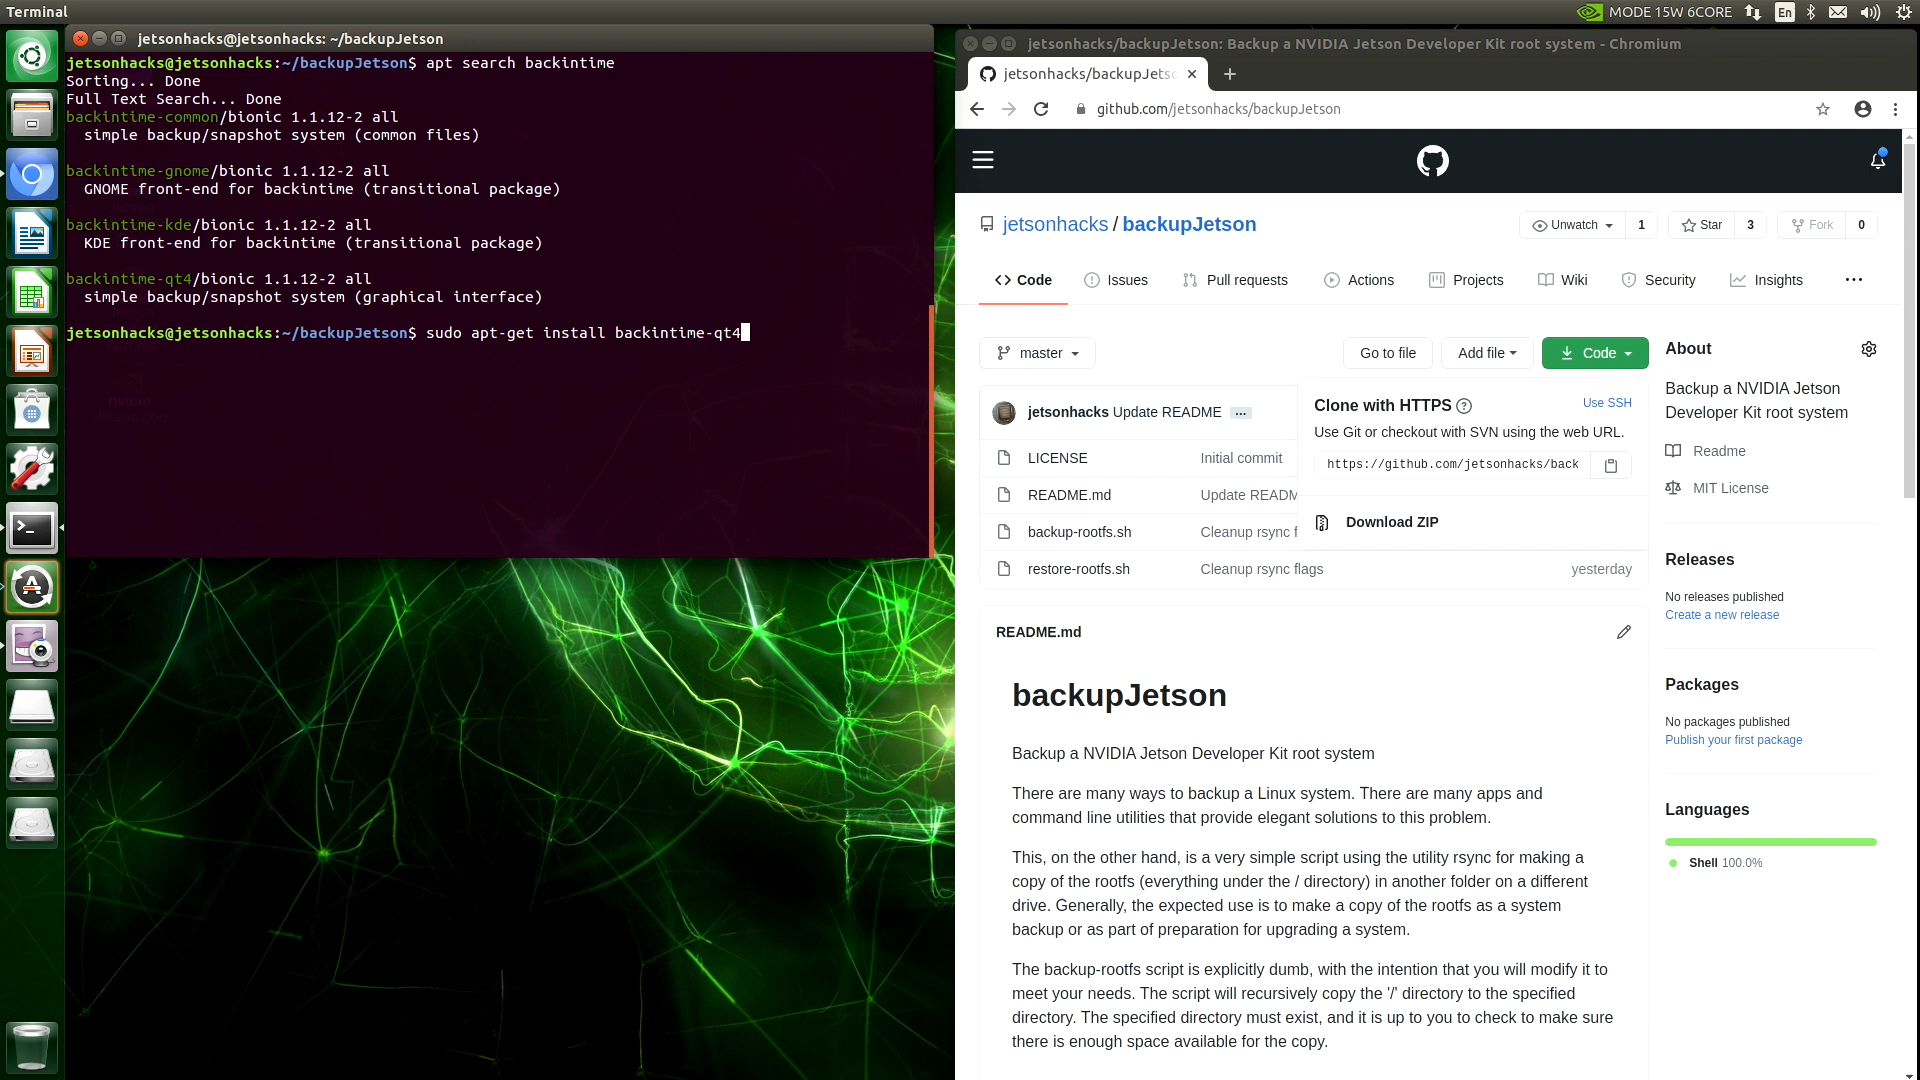 Terminal
MODE 15W 6CORE
En
jetsonhacks@jetsonhacks: ~/backupJetson
jetsonhacks@jetsonhacks:~/backupJetson$ apt search backintime
Sorting... Done
Full Text Search... Done
backintime-common/bionic 1.1.12-2 all
simple backup/snapshot system (common files)
backintime-gnome/bionic 1.1.12-2 all
GNOME front-end for backintime (transitional package)
backintime-kde/bionic 1.1.12-2 all
KDE front-end for backintime (transitional package)
backintime-qt4/bionic 1.1.12-2 all
simple backup/snapshot system (graphical interface)
jetsonhacks@jetsonhacks:~/backupJetson$ sudo apt-get install backintime-qt4
NVIDIA
Jetson Zoo
jetsonhacks/backupJetson: Backup a NVIDIA Jetson Developer Kit root system - Chromium
jetsonhacks/backupJetso
github.com/jetsonhacks/backupJetson
jetsonhacks / backupJetson
Unwatch 1
Star 3
Fork 0
Code
Issues
Pull requests
Actions
Projects
Wiki
Security
Insights
master
Go to file
Add file
Code
jetsonhacks Update README ...
LICENSE Initial commit
README.md Update READM
backup-rootfs.sh Cleanup rsync f
restore-rootfs.sh Cleanup rsync flags yesterday
Clone with HTTPS
Use SSH
Use Git or checkout with SVN using the web URL.
https://github.com/jetsonhacks/back
Download ZIP
README.md
backupJetson
Backup a NVIDIA Jetson Developer Kit root system
There are many ways to backup a Linux system. There are many apps and
command line utilities that provide elegant solutions to this problem.
This, on the other hand, is a very simple script using the utility rsync for making a
copy of the rootfs (everything under the / directory) in another folder on a different
drive. Generally, the expected use is to make a copy of the rootfs as a system
backup or as part of preparation for upgrading a system.
The backup-rootfs script is explicitly dumb, with the intention that you will modify it to
meet your needs. The script will recursively copy the '/' directory to the specified
directory. The specified directory must exist, and it is up to you to check to make sure
there is enough space available for the copy.
About
Backup a NVIDIA Jetson
Developer Kit root system
Readme
MIT License
Releases
No releases published
Create a new release
Packages
No packages published
Publish your first package
Languages
Shell 100.0%